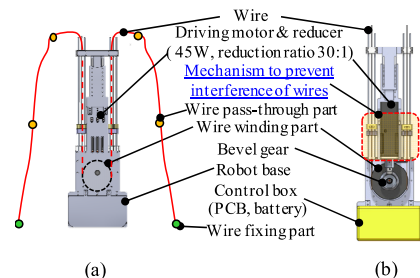 Wire
Driving motor & reducer
( 45W, reduction ratio 30:1)
Mechanism to prevent
interference of wires
Wire pass-through part
Wire winding part
Bevel gear
Robot base
Control box
(PCB, battery)
Wire fixing part
(a)
(b)